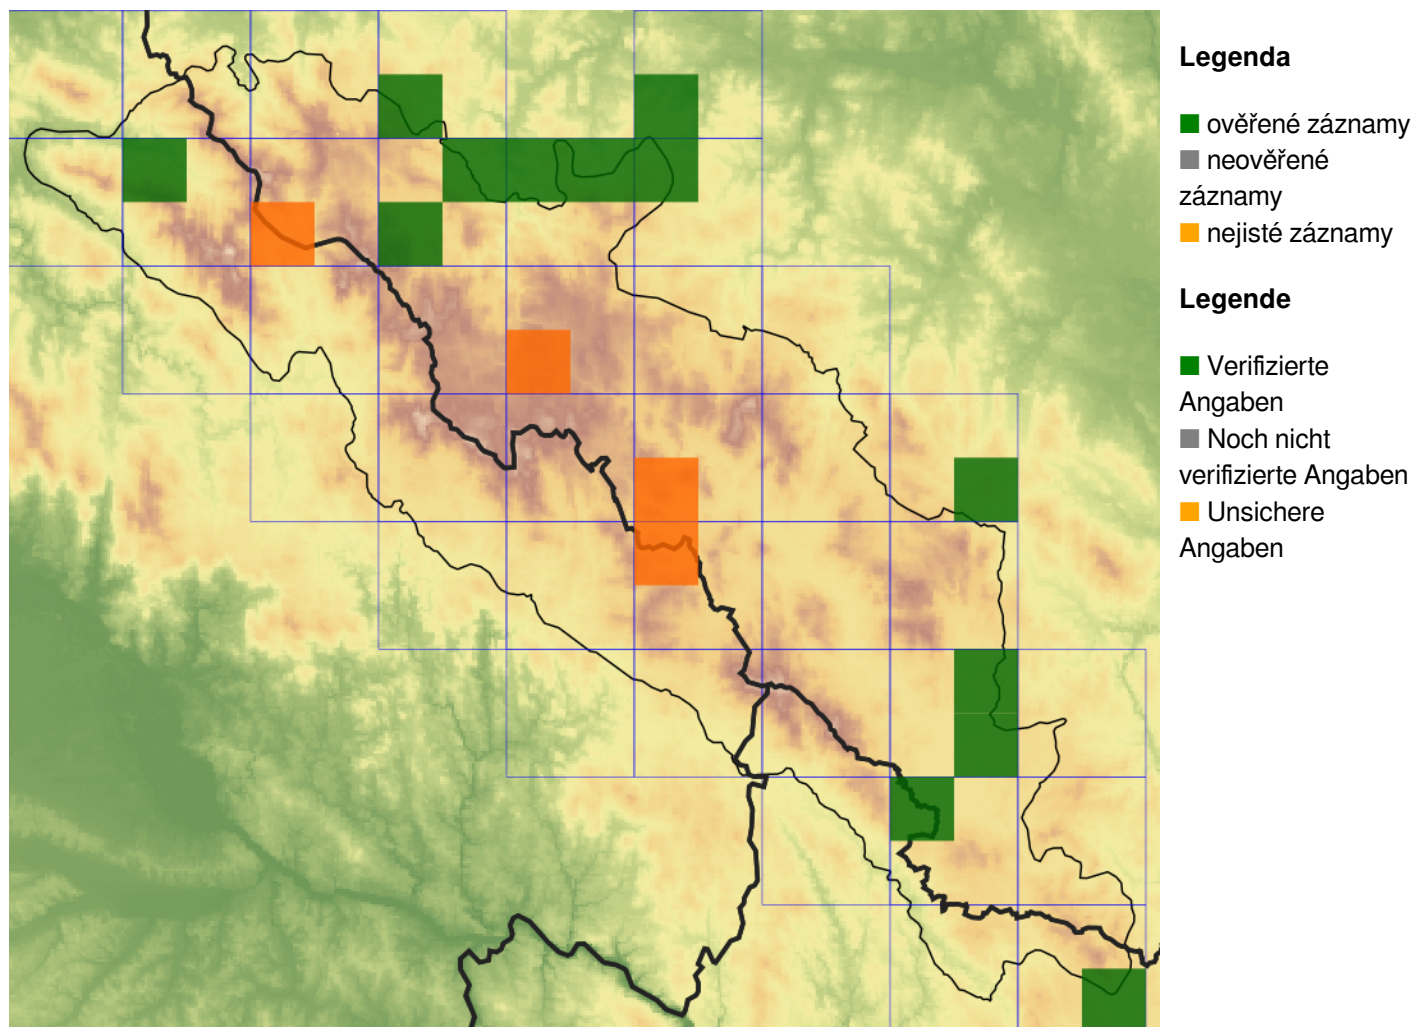 Legenda
ověřené záznamy
neověřené
záznamy
nejisté záznamy
Legende
Verifizierte
Angaben
Noch nicht
verifizierte Angaben
Unsichere
Angaben